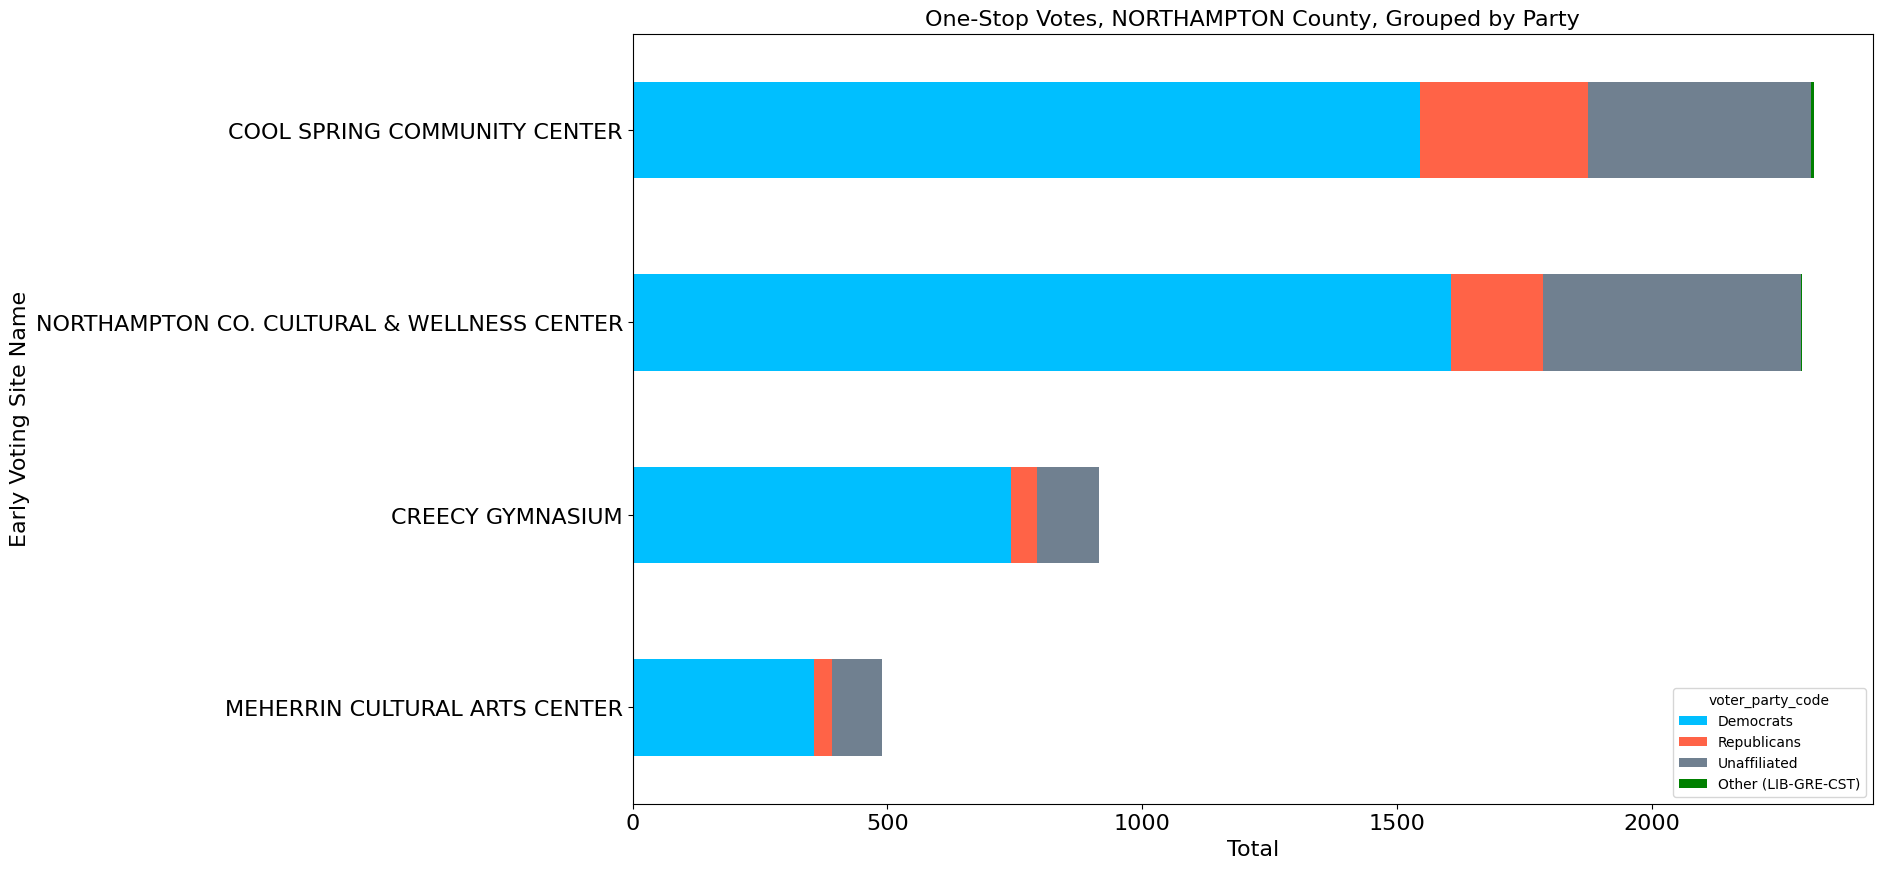 One-Stop Votes, NORTHAMPTON County, Grouped by Party
Early Voting Site Name
COOL SPRING COMMUNITY CENTER
NORTHAMPTON CO. CULTURAL & WELLNESS CENTER
CREECY GYMNASIUM
MEHERRIN CULTURAL ARTS CENTER
voter_party_code
Democrats
Republicans
Unaffiliated
Other (LIB-GRE-CST)
0 500 1000 1500 2000
Total